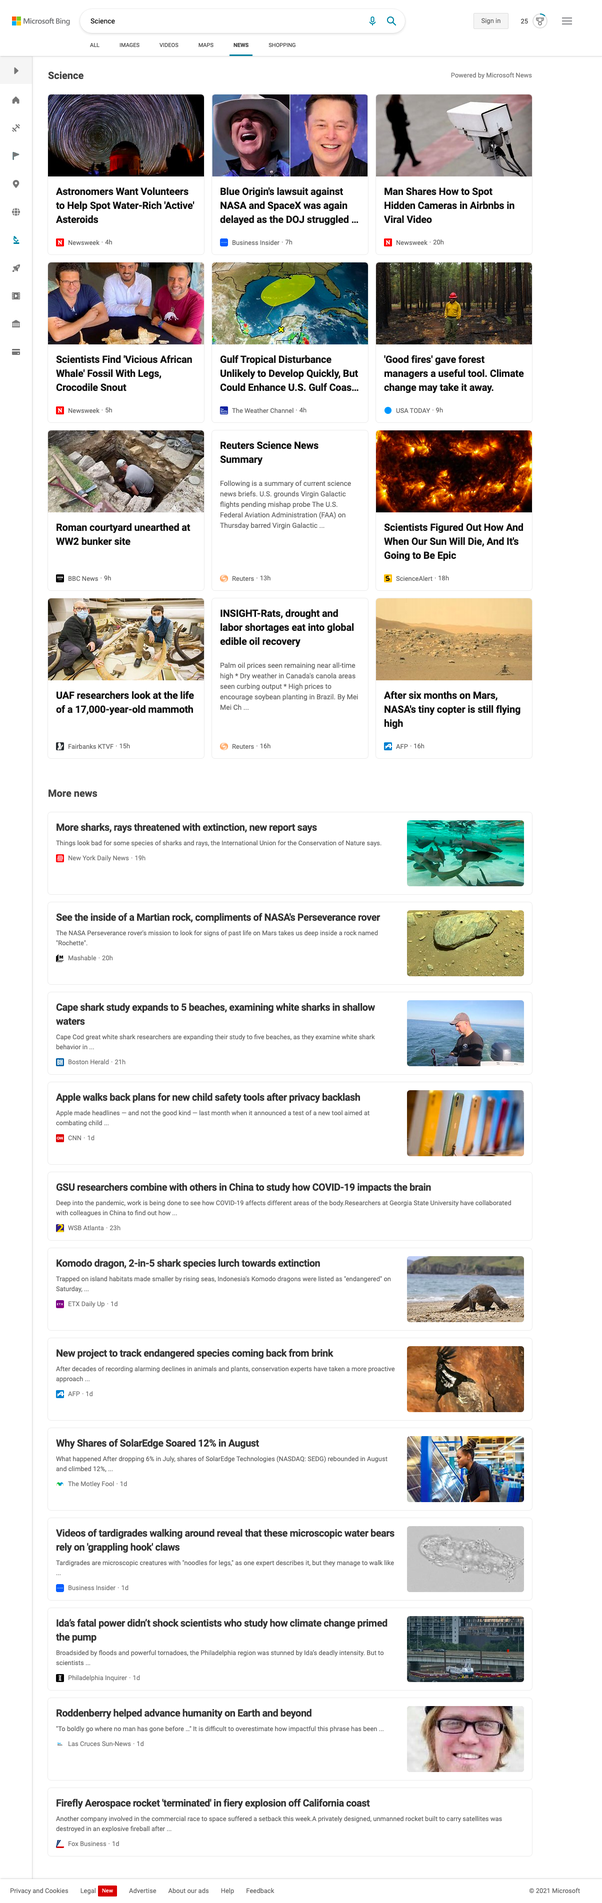 Microsoft Bing
Science
Sign in
25
ALL
IMAGES
VIDEOS
MAPS
NEWS
SHOPPING
Science
Powered by Microsoft News
Astronomers Want Volunteers
to Help Spot Water-Rich 'Active'
Asteroids
Newsweek · 4h
Blue Origin's lawsuit against
NASA and SpaceX was again
delayed as the DOJ struggled ...
Business Insider · 7h
Man Shares How to Spot
Hidden Cameras in Airbnbs in
Viral Video
Newsweek · 20h
Scientists Find 'Vicious African
Whale' Fossil With Legs,
Crocodile Snout
Newsweek · 5h
Gulf Tropical Disturbance
Unlikely to Develop Quickly, But
Could Enhance U.S. Gulf Coas...
The Weather Channel · 4h
'Good fires' gave forest
managers a useful tool. Climate
change may take it away.
USA TODAY · 9h
Roman courtyard unearthed at
WW2 bunker site
BBC News · 9h
Reuters Science News
Summary
Following is a summary of current science
news briefs. U.S. grounds Virgin Galactic
flights pending mishap probe The U.S.
Federal Aviation Administration (FAA) on
Thursday barred Virgin Galactic ...
Reuters · 13h
Scientists Figured Out How And
When Our Sun Will Die, And It's
Going to Be Epic
ScienceAlert · 18h
UAF researchers look at the life
of a 17,000-year-old mammoth
Fairbanks KTVF · 15h
INSIGHT-Rats, drought and
labor shortages eat into global
edible oil recovery
Palm oil prices seen remaining near all-time
high * Dry weather in Canada's canola areas
seen curbing output * High prices to
encourage soybean planting in Brazil. By Mei
Mei Ch ...
Reuters · 16h
After six months on Mars,
NASA's tiny copter is still flying
high
AFP · 16h
More news
More sharks, rays threatened with extinction, new report says
Things look bad for some species of sharks and rays, the International Union for the Conservation of Nature says.
New York Daily News · 19h
See the inside of a Martian rock, compliments of NASA's Perseverance rover
The NASA Perseverance rover's mission to look for signs of past life on Mars takes us deep inside a rock named
"Rochette".
Mashable · 20h
Cape shark study expands to 5 beaches, examining white sharks in shallow
waters
Cape Cod great white shark researchers are expanding their study to five beaches, as they examine white shark
behavior in ...
Boston Herald · 21h
Apple walks back plans for new child safety tools after privacy backlash
Apple made headlines — and not the good kind — last month when it announced a test of a new tool aimed at
combating child ...
CNN · 1d
GSU researchers combine with others in China to study how COVID-19 impacts the brain
Deep into the pandemic, work is being done to see how COVID-19 affects different areas of the body.Researchers at Georgia State University have collaborated
with colleagues in China to find out how ...
WSB Atlanta · 23h
Komodo dragon, 2-in-5 shark species lurch towards extinction
Trapped on island habitats made smaller by rising seas, Indonesia's Komodo dragons were listed as "endangered" on
Saturday, ...
ETX Daily Up · 1d
New project to track endangered species coming back from brink
After decades of recording alarming declines in animals and plants, conservation experts have taken a more proactive
approach ...
AFP · 1d
Why Shares of SolarEdge Soared 12% in August
What happened After dropping 6% in July, shares of SolarEdge Technologies (NASDAQ: SEDG) rebounded in August
and climbed 12%, ...
The Motley Fool · 1d
Videos of tardigrades walking around reveal that these microscopic water bears
rely on 'grappling hook' claws
Tardigrades are microscopic creatures with "noodles for legs," as one expert describes it, but they manage to walk like
...
Business Insider · 1d
Ida's fatal power didn't shock scientists who study how climate change primed
the pump
Broadsided by floods and powerful tornadoes, the Philadelphia region was stunned by Ida's deadly intensity. But to
scientists ...
Philadelphia Inquirer · 1d
Roddenberry helped advance humanity on Earth and beyond
"To boldly go where no man has gone before ..." It is difficult to overestimate how impactful this phrase has been ...
Las Cruces Sun-News · 1d
Firefly Aerospace rocket 'terminated' in fiery explosion off California coast
Another company involved in the commercial race to space suffered a setback this week.A privately designed, unmanned rocket built to carry satellites was
destroyed in an explosive fireball after ...
Fox Business · 1d
Privacy and Cookies
Legal
New
Advertise
About our ads
Help
Feedback
© 2021 Microsoft